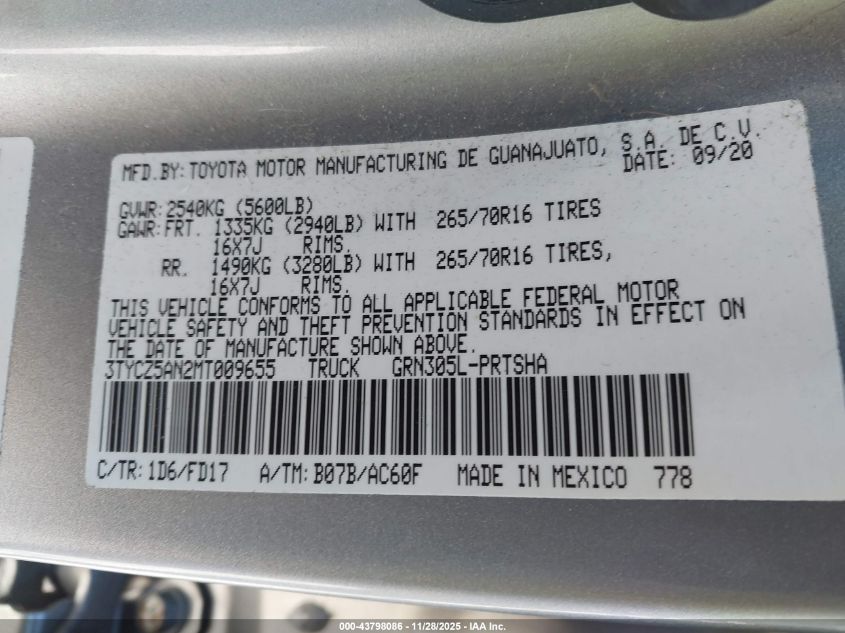 MFD.BY: TOYOTA MOTOR MANUFACTURING DE GUANAJUATO, S.A. DE C.V.
DATE: 09/20
GVWR: 2540KG (5600LB)
GAWR: FRT. 1335KG (2940LB) WITH 265/70R16 TIRES
16X7J RIMS.
RR. 1490KG (3280LB) WITH 265/70R16 TIRES,
16X7J RIMS.
THIS VEHICLE CONFORMS TO ALL APPLICABLE FEDERAL MOTOR
VEHICLE SAFETY AND THEFT PREVENTION STANDARDS IN EFFECT ON
THE DATE OF MANUFACTURE SHOWN ABOVE.
3TYCZ5AN2MT009655 TRUCK GRN305L-PRTSHA
C/TR: 1D6/FD17 A/TM: B07B/AC60F MADE IN MEXICO 778
000-43798086 - 11/28/2025 - IAA Inc.